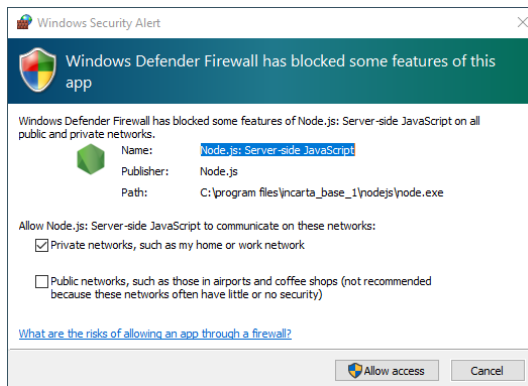 Windows Security Alert
Windows Defender Firewall has blocked some features of this
app
Windows Defender Firewall has blocked some features of Node.js: Server-side JavaScript on all
public and private networks.
Name: Node.js: Server-side JavaScript
Publisher: Node.js
Path: C:\program files\incarta_base_1\nodejs\node.exe
Allow Node.js: Server-side JavaScript to communicate on these networks:
Private networks, such as my home or work network
Public networks, such as those in airports and coffee shops (not recommended
because these networks often have little or no security)
What are the risks of allowing an app through a firewall?
Allow access Cancel